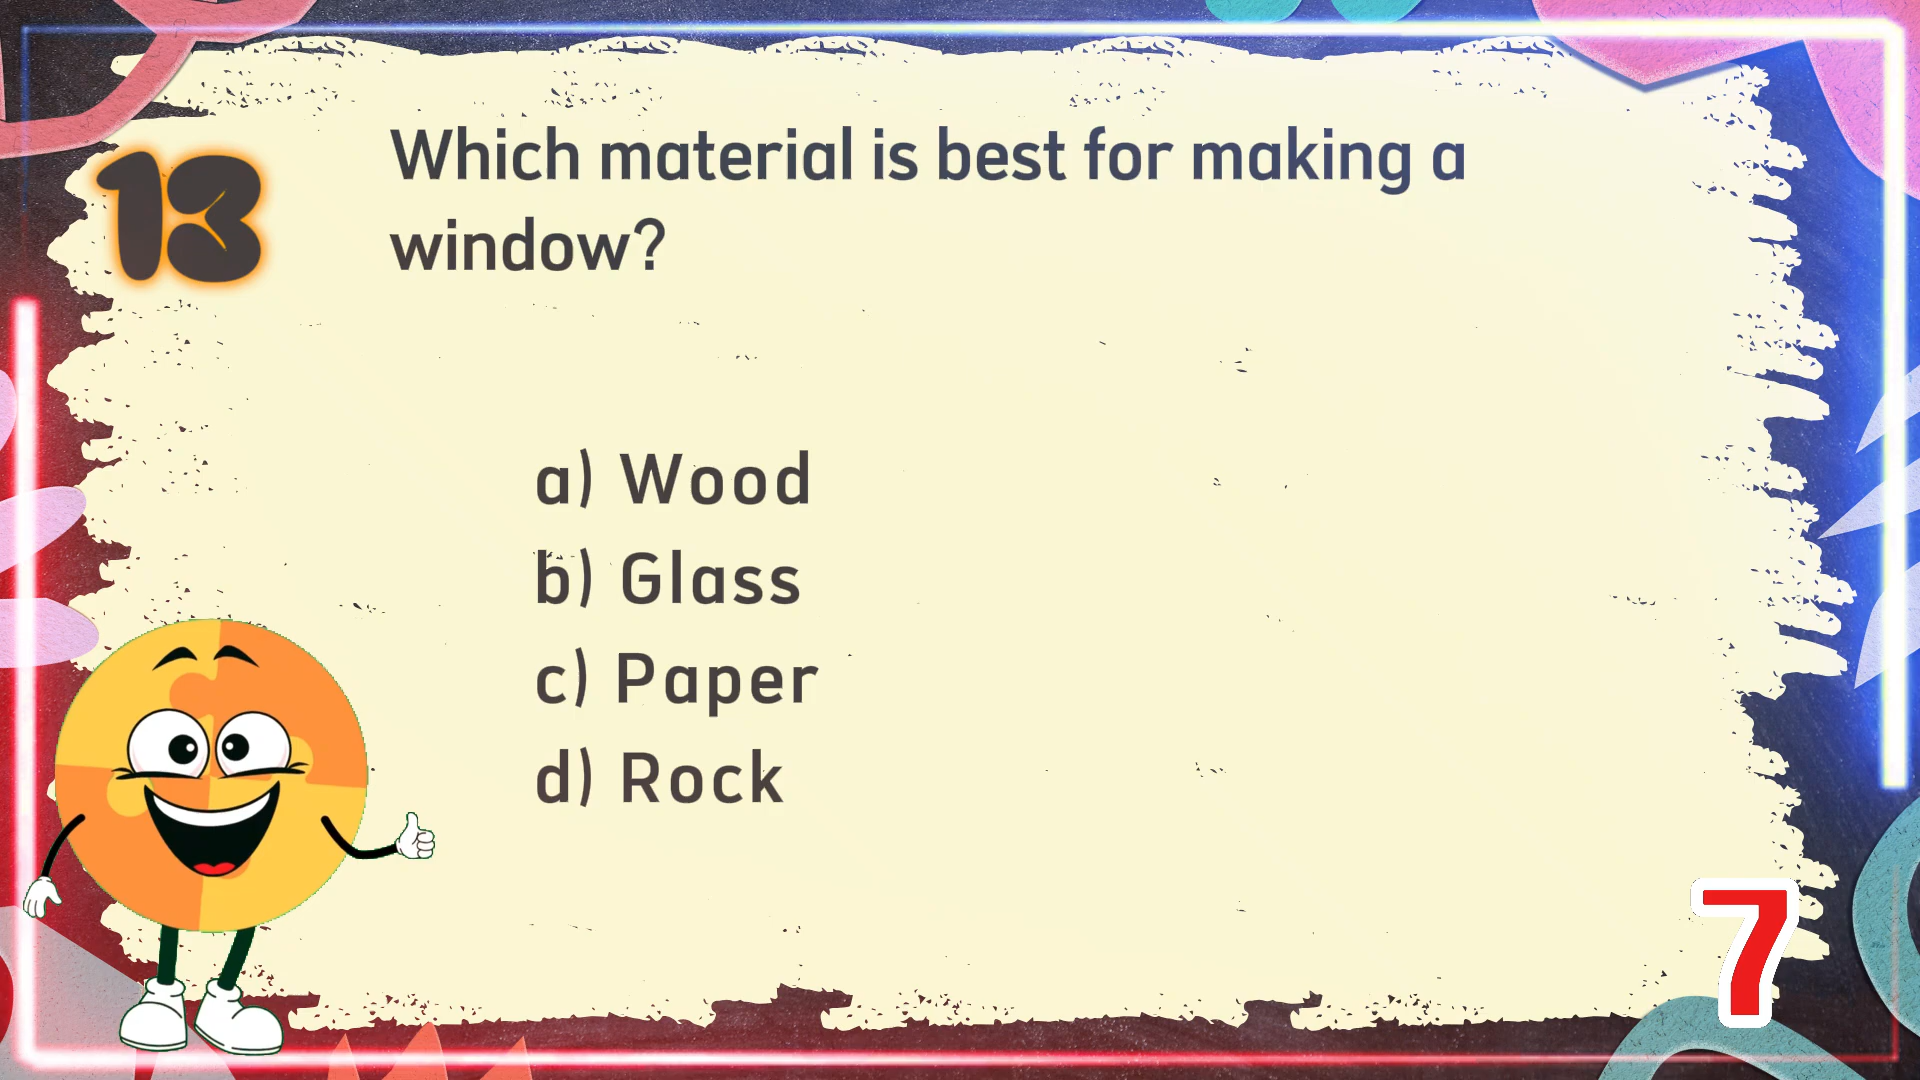 13
Which material is best for making a
window?
a) Wood
b) Glass
c) Paper
d) Rock
7